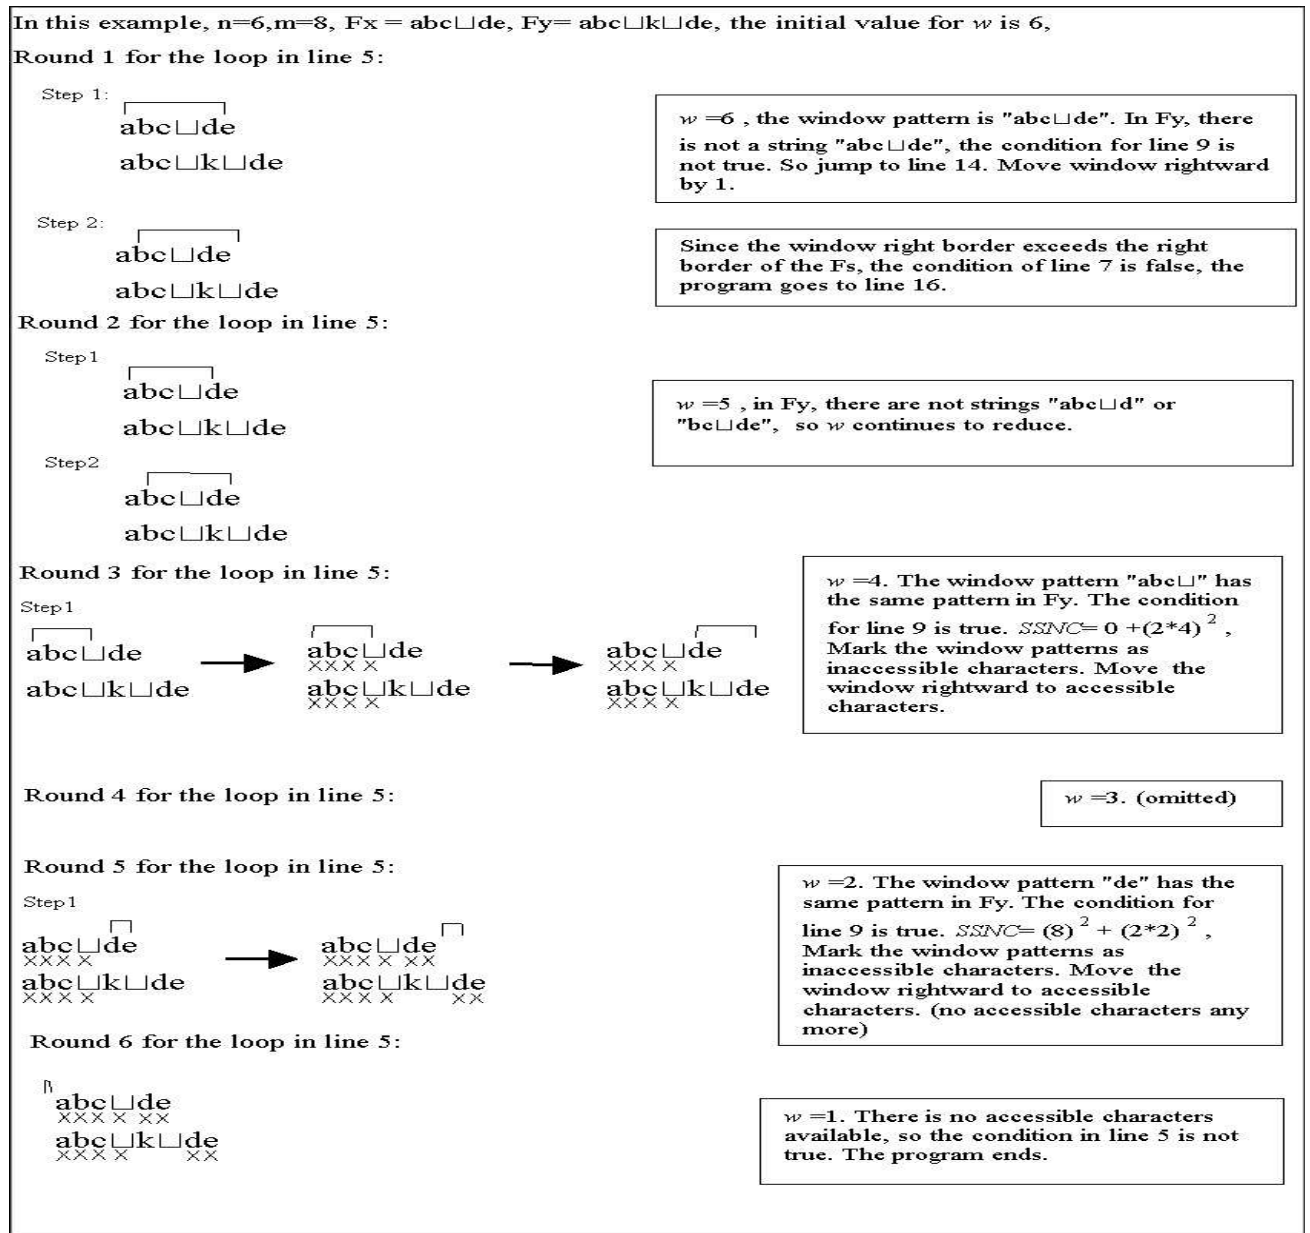 In this example, n=6,m=8, Fx = abc⊔de, Fy= abc⊔k⊔de, the initial value for w is 6,
Round 1 for the loop in line 5:
Step 1:
abc⊔de
abc⊔k⊔de
w =6 , the window pattern is "abc⊔de". In Fy, there
is not a string "abc⊔de", the condition for line 9 is
not true. So jump to line 14. Move window rightward
by 1.
Step 2:
abc⊔de
abc⊔k⊔de
Since the window right border exceeds the right
border of the Fs, the condition of line 7 is false, the
program goes to line 16.
Round 2 for the loop in line 5:
Step1
abc⊔de
abc⊔k⊔de
w =5 , in Fy, there are not strings "abc⊔d" or
"bc⊔de", so w continues to reduce.
Step2
abc⊔de
abc⊔k⊔de
Round 3 for the loop in line 5:
Step1
abc⊔de abc⊔de abc⊔de
×××× ××××
abc⊔k⊔de abc⊔k⊔de abc⊔k⊔de
×××× ××××
w =4. The window pattern "abc⊔" has
the same pattern in Fy. The condition
for line 9 is true. SSNC= 0 +(2*4)²,
Mark the window patterns as
inaccessible characters. Move the
window rightward to accessible
characters.
Round 4 for the loop in line 5:
w =3. (omitted)
Round 5 for the loop in line 5:
Step1
abc⊔de abc⊔de
×××× ×××× ××
abc⊔k⊔de abc⊔k⊔de
×××× ×××× ××
w =2. The window pattern "de" has the
same pattern in Fy. The condition for
line 9 is true. SSNC= (8)² + (2*2)²,
Mark the window patterns as
inaccessible characters. Move the
window rightward to accessible
characters. (no accessible characters any
more)
Round 6 for the loop in line 5:
abc⊔de
×××× ××
abc⊔k⊔de
×××× ××
w =1. There is no accessible characters
available, so the condition in line 5 is not
true. The program ends.